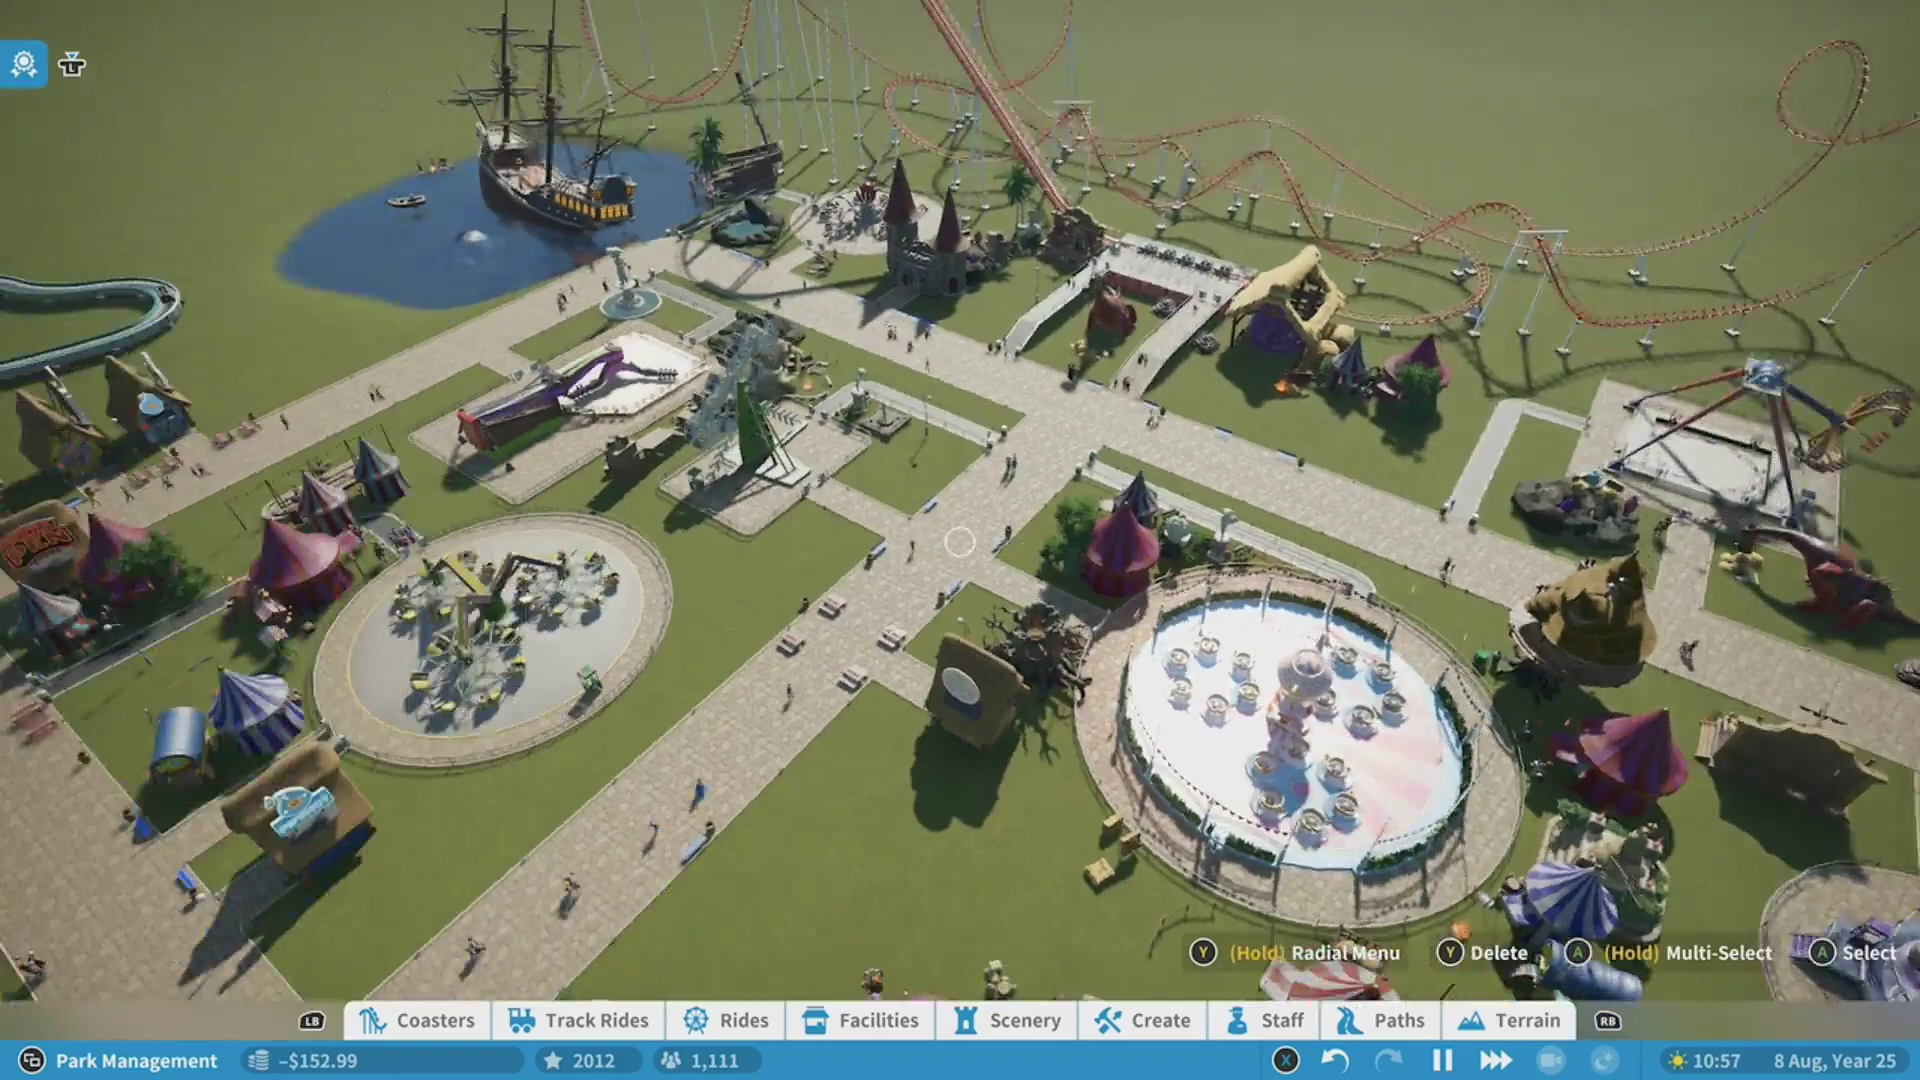 L
Y (Hold) Radial Menu Y Delete A (Hold) Multi-Select A Select
LB Coasters Track Rides Rides Facilities Scenery Create Staff Paths Terrain RB
Park Management -$152.99 2012 1,111 X 10:57 8 Aug, Year 25